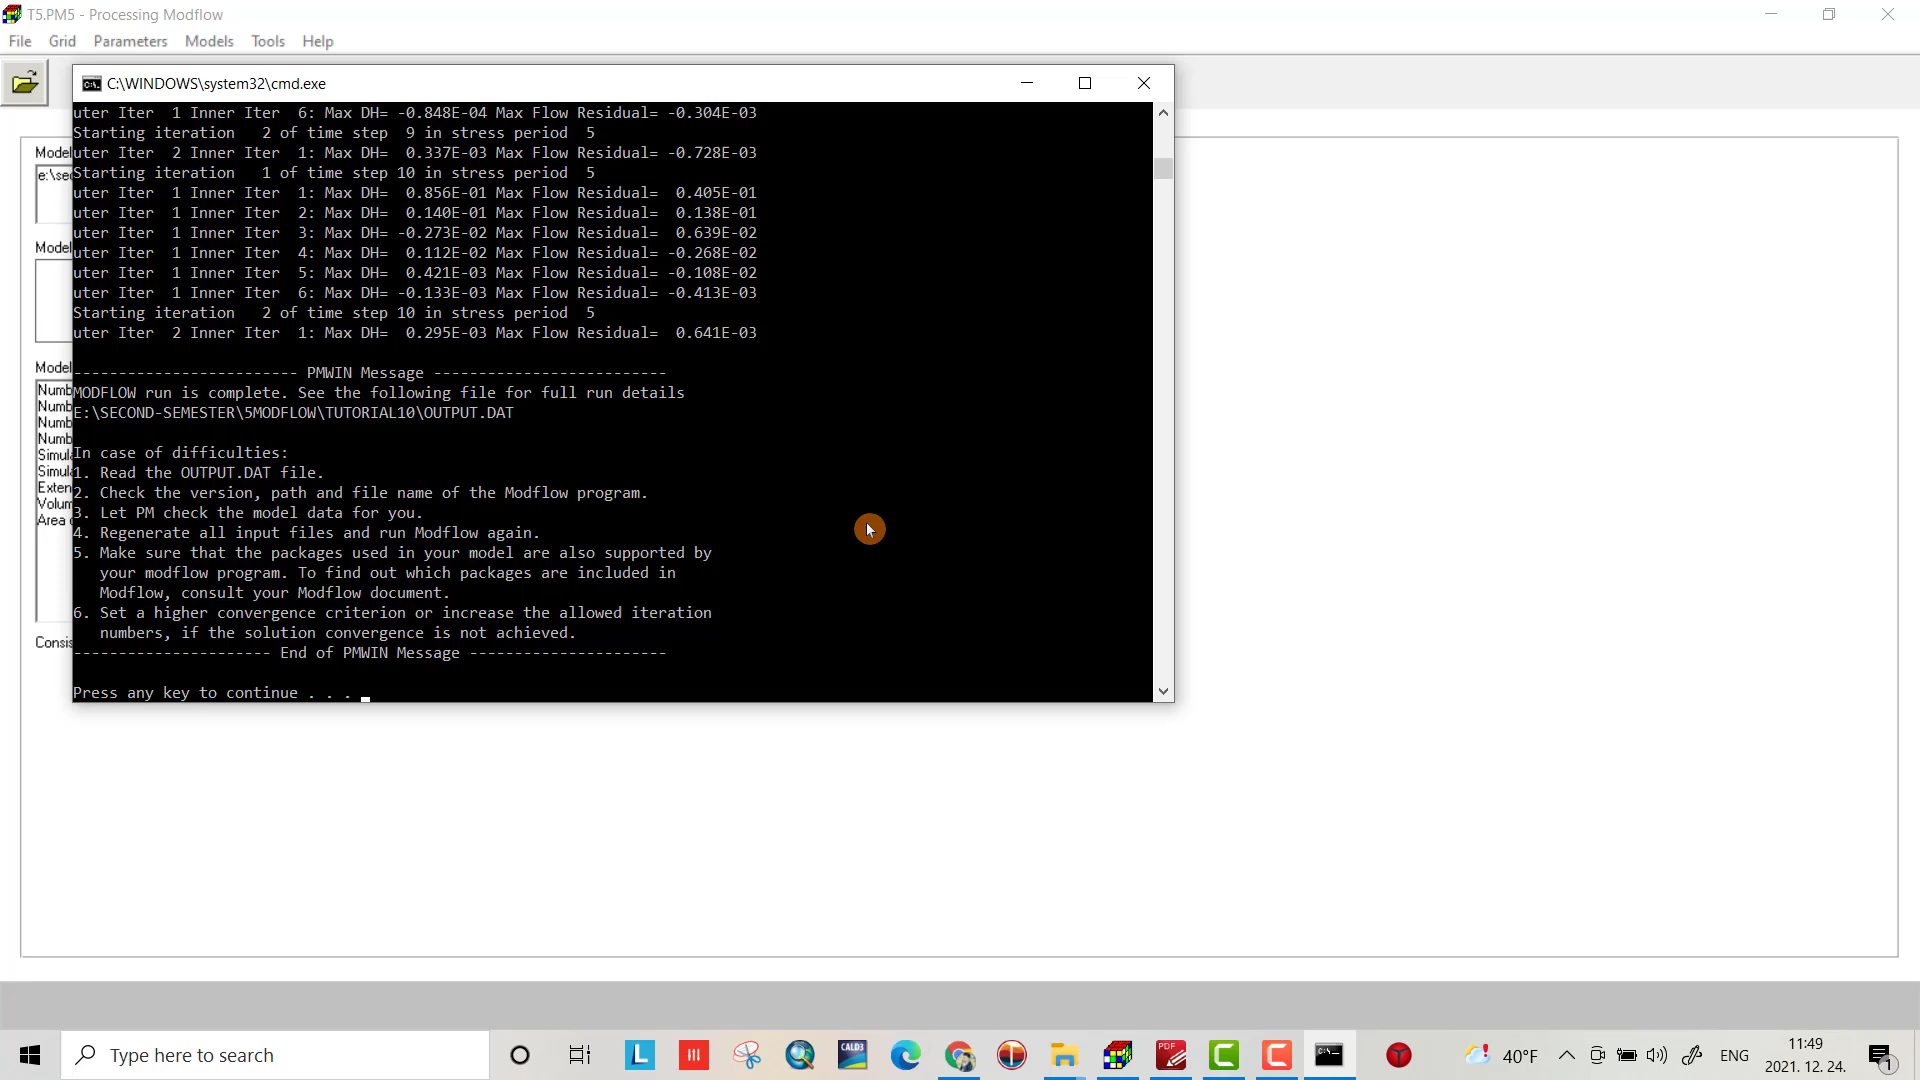 T5.PM5 - Processing Modflow
File Grid Parameters Models Tools Help
C:\WINDOWS\system32\cmd.exe
uter Iter  1 Inner Iter  6: Max DH= -0.848E-04 Max Flow Residual= -0.304E-03
Starting iteration   2 of time step  9 in stress period  5
uter Iter  2 Inner Iter  1: Max DH=  0.337E-03 Max Flow Residual= -0.728E-03
Starting iteration   1 of time step 10 in stress period  5
uter Iter  1 Inner Iter  1: Max DH=  0.856E-01 Max Flow Residual=  0.405E-01
uter Iter  1 Inner Iter  2: Max DH=  0.140E-01 Max Flow Residual=  0.138E-01
uter Iter  1 Inner Iter  3: Max DH= -0.273E-02 Max Flow Residual=  0.639E-02
uter Iter  1 Inner Iter  4: Max DH=  0.112E-02 Max Flow Residual= -0.268E-02
uter Iter  1 Inner Iter  5: Max DH=  0.421E-03 Max Flow Residual= -0.108E-02
uter Iter  1 Inner Iter  6: Max DH= -0.133E-03 Max Flow Residual= -0.413E-03
Starting iteration   2 of time step 10 in stress period  5
uter Iter  2 Inner Iter  1: Max DH=  0.295E-03 Max Flow Residual=  0.641E-03
------------------------- PMWIN Message --------------------------
MODFLOW run is complete. See the following file for full run details
E:\SECOND-SEMESTER\5MODFLOW\TUTORIAL10\OUTPUT.DAT
In case of difficulties:
1. Read the OUTPUT.DAT file.
2. Check the version, path and file name of the Modflow program.
3. Let PM check the model data for you.
4. Regenerate all input files and run Modflow again.
5. Make sure that the packages used in your model are also supported by
your modflow program. To find out which packages are included in
Modflow, consult your Modflow document.
6. Set a higher convergence criterion or increase the allowed iteration
numbers, if the solution convergence is not achieved.
---------------------- End of PMWIN Message ----------------------
Press any key to continue . . .
Model
e:\sec
Model
Model
Numb
Numb
Numb
Numb
Simula
Simula
Exten
Volum
Area o
Consis
Type here to search
CALD3
PDF
40°F
ENG
11:49
2021. 12. 24.
1